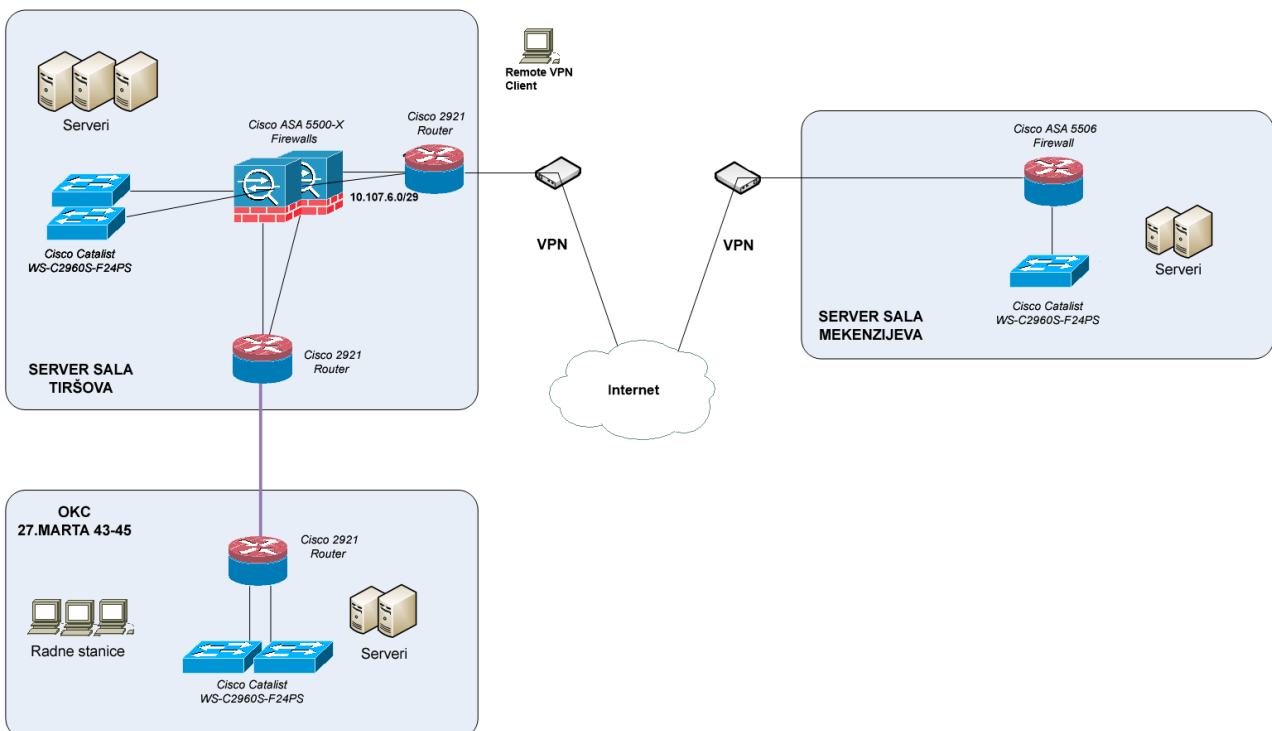 Serveri
Cisco ASA 5500-X
Firewalls
Cisco 2921
Router
10.107.6.0/29
Cisco Catalist
WS-C2960S-F24PS
Cisco 2921
Router
SERVER SALA
TIRŠOVA
Remote VPN
Client
VPN
VPN
Internet
Cisco ASA 5506
Firewall
Serveri
Cisco Catalist
WS-C2960S-F24PS
SERVER SALA
MEKENZIJEVA
OKC
27.MARTA 43-45
Cisco 2921
Router
Radne stanice
Serveri
Cisco Catalist
WS-C2960S-F24PS